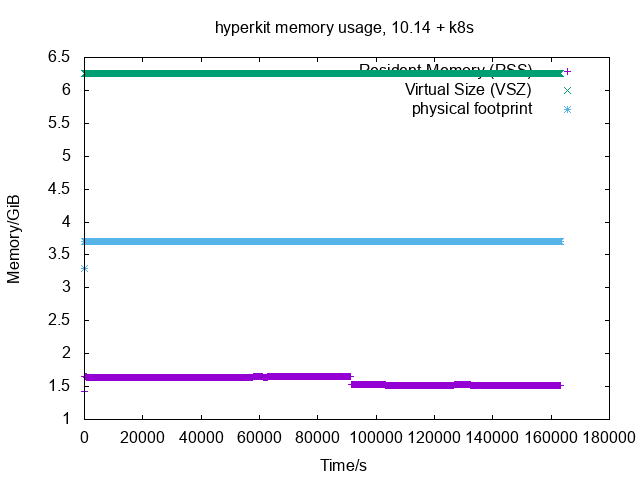 hyperkit memory usage, 10.14 + k8s
6.5
6
5.5
5
4.5
4
3.5
3
2.5
2
1.5
1
Memory/GiB
Resident Memory (RSS)
Virtual Size (VSZ)
physical footprint
0 20000 40000 60000 80000 100000 120000 140000 160000 180000
Time/s